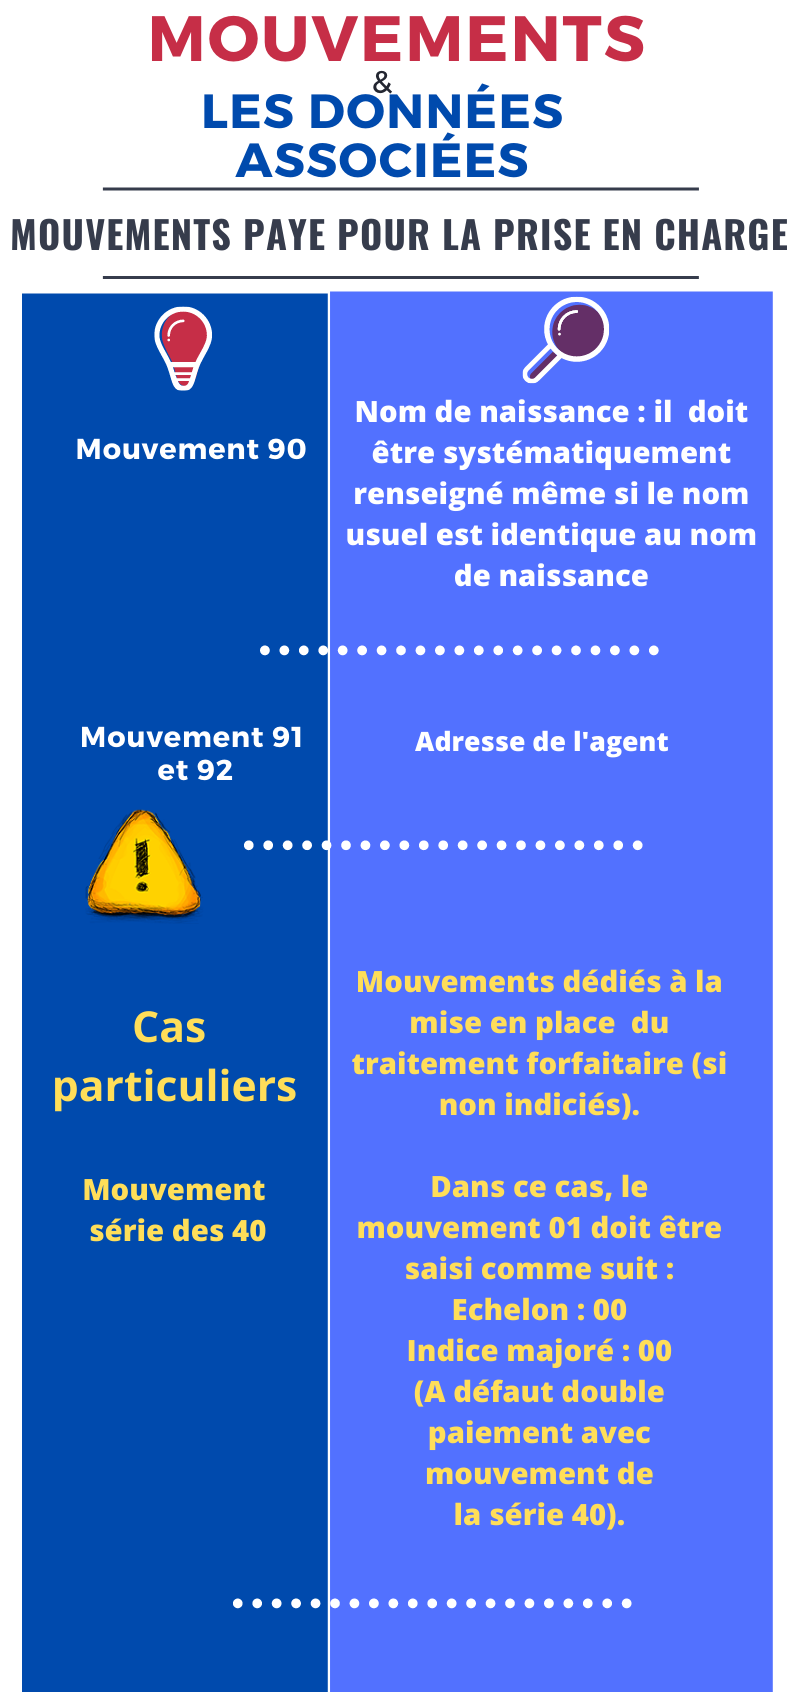 MOUVEMENTS
&
LES DONNÉES
ASSOCIÉES
MOUVEMENTS PAYE POUR LA PRISE EN CHARGE
Mouvement 90
Nom de naissance : il  doit
être systématiquement
renseigné même si le nom
usuel est identique au nom
de naissance
Mouvement 91
et 92
Adresse de l'agent
!
Cas
particuliers
Mouvement
série des 40
Mouvements dédiés à la
mise en place  du
traitement forfaitaire (si
non indiciés).
Dans ce cas, le
mouvement 01 doit être
saisi comme suit :
Echelon : 00
Indice majoré : 00
(A défaut double
paiement avec
mouvement de
la série 40).